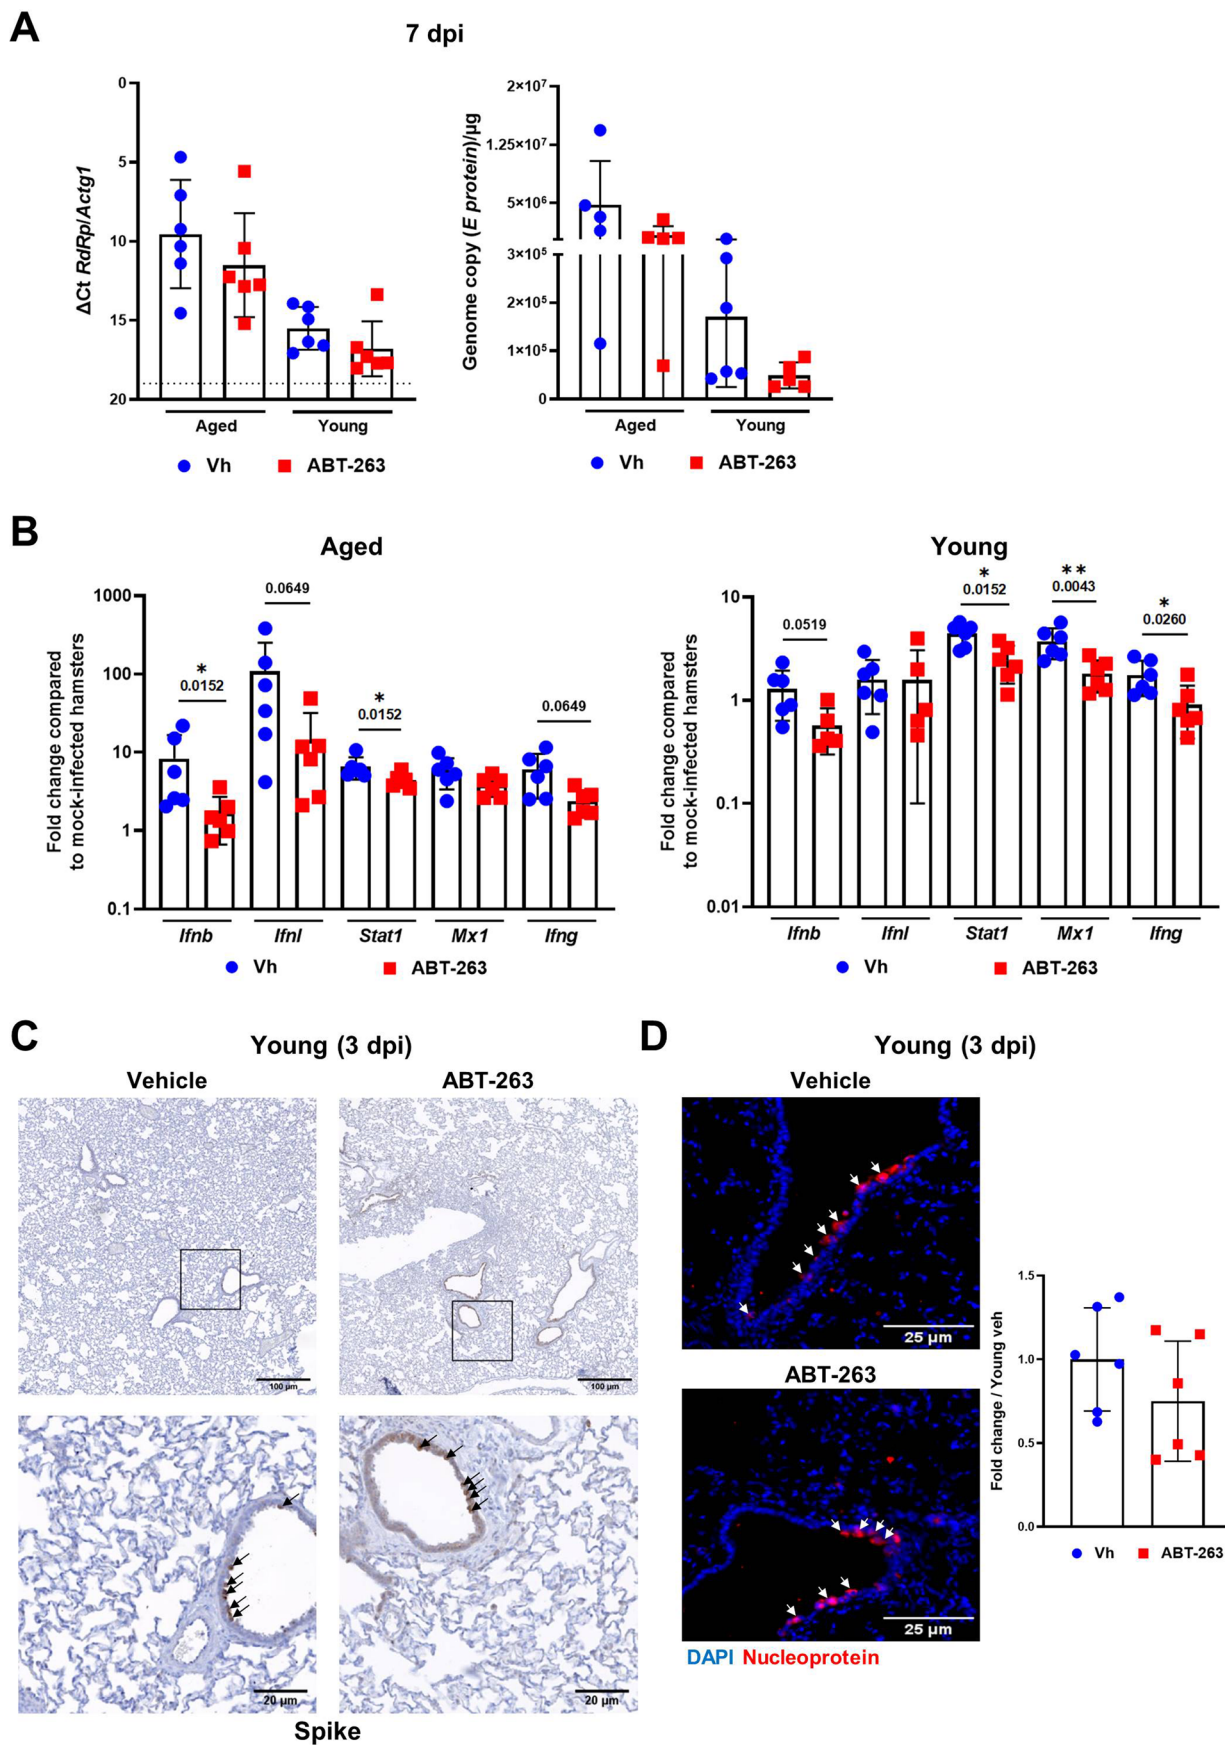 A
7 dpi
ΔCt RdRp/Actg1
0
5
10
15
20
Aged
Young
Vh
ABT-263
Genome copy (E protein)/µg
2×10⁷
1.25×10⁷
5×10⁶
3×10⁵
2×10⁵
1×10⁵
0
Aged
Young
Vh
ABT-263
B
Aged
Fold change compared
to mock-infected hamsters
1000
100
10
1
0.1
*
0.0152
0.0649
*
0.0152
0.0649
Ifnb
Ifnl
Stat1
Mx1
Ifng
Vh
ABT-263
Young
Fold change compared
to mock-infected hamsters
10
1
0.1
0.01
0.0519
*
0.0152
**
0.0043
*
0.0260
Ifnb
Ifnl
Stat1
Mx1
Ifng
Vh
ABT-263
C
Young (3 dpi)
Vehicle
ABT-263
100 µm
100 µm
20 µm
20 µm
Spike
D
Young (3 dpi)
Vehicle
25 µm
ABT-263
25 µm
DAPI Nucleoprotein
Fold change / Young veh
1.5
1.0
0.5
0.0
Vh
ABT-263